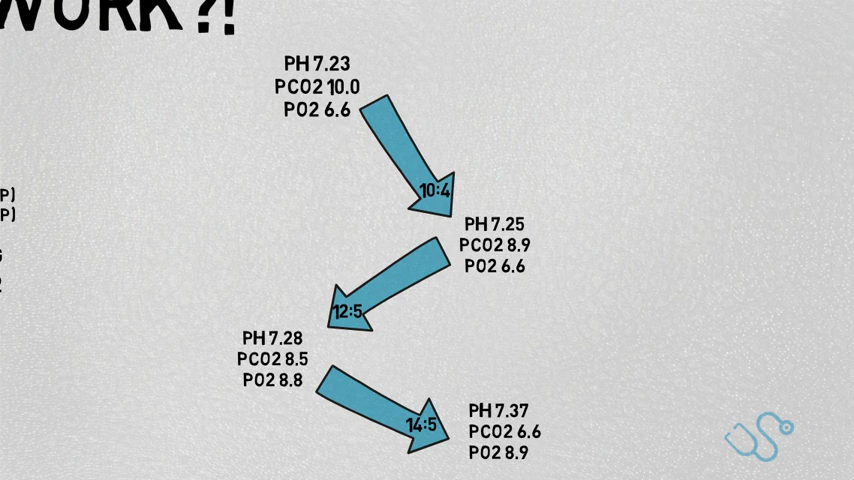 WORK?!
PH 7.23
PCO2 10.0
PO2 6.6
10:4
P)
P)
PH 7.25
PCO2 8.9
PO2 6.6
12:5
PH 7.28
PCO2 8.5
PO2 8.8
14:5
PH 7.37
PCO2 6.6
PO2 8.9